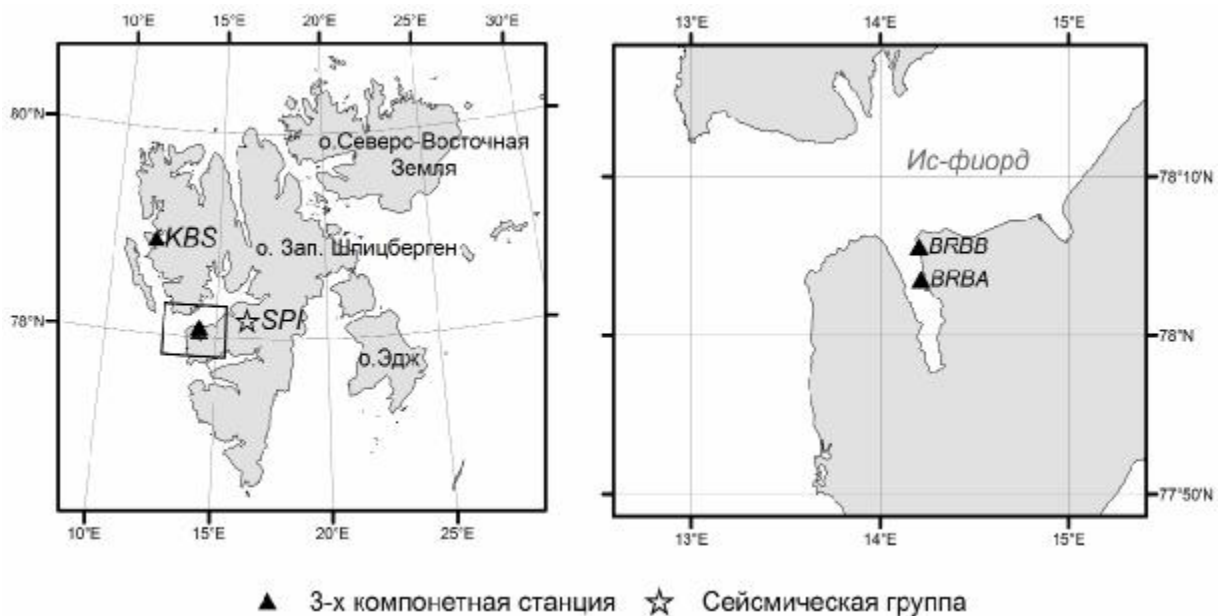 10°E 15°E 20°E 25°E 30°E
80°N
78°N
о.Северо-Восточная
Земля
KBS
о. Зап. Шпицберген
SPI
о.Эдж
10°E 15°E 20°E 25°E
13°E 14°E 15°E
Ис-фиорд
78°10'N
BRBB
BRBA
78°N
77°50'N
13°E 14°E 15°E
3-х компонетная станция Сейсмическая группа